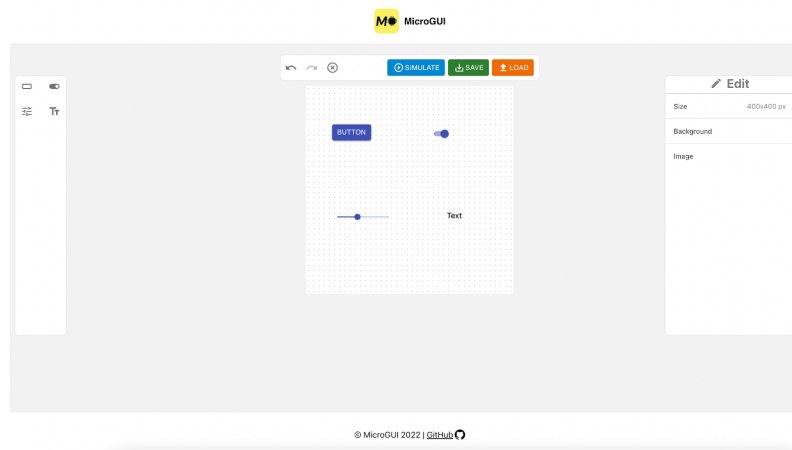 MicroGUI
SIMULATE SAVE LOAD
Edit
Size 400x400 px
BUTTON
Background
Image
Text
© MicroGUI 2022 | GitHub